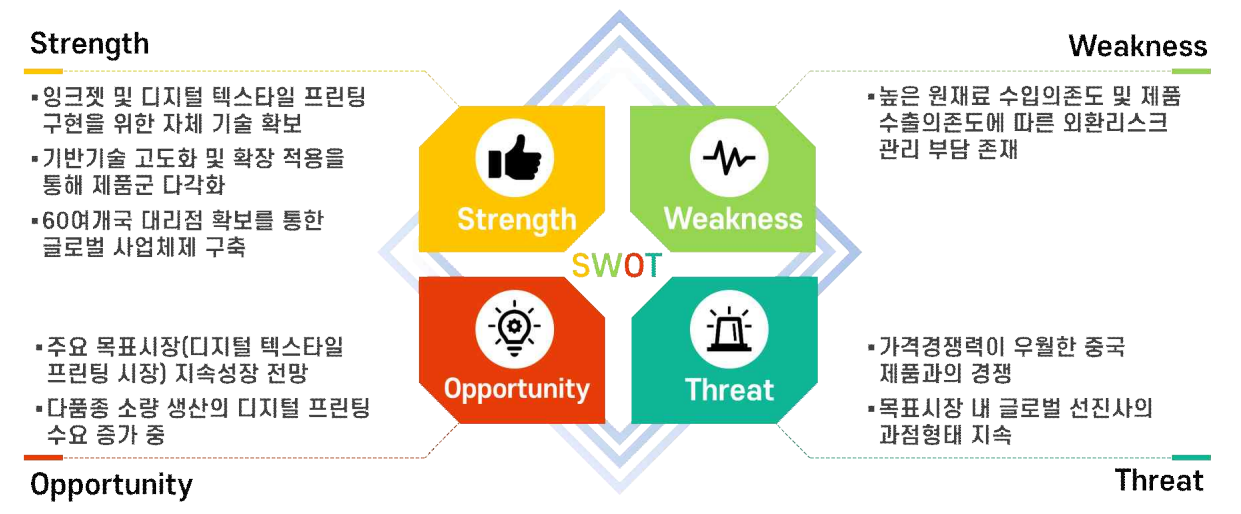 Strength
▪잉크젯 및 디지털 텍스타일 프린팅
구현을 위한 자체 기술 확보
▪기반기술 고도화 및 확장 적용을
통해 제품군 다각화
▪60여개국 대리점 확보를 통한
글로벌 사업체제 구축
Weakness
▪높은 원재료 수입의존도 및 제품
수출의존도에 따른 외환리스크
관리 부담 존재
Strength
Weakness
SWOT
Opportunity
Threat
▪주요 목표시장(디지털 텍스타일
프린팅 시장) 지속성장 전망
▪다품종 소량 생산의 디지털 프린팅
수요 증가 중
Opportunity
▪가격경쟁력이 우월한 중국
제품과의 경쟁
▪목표시장 내 글로벌 선진사의
과점형태 지속
Threat